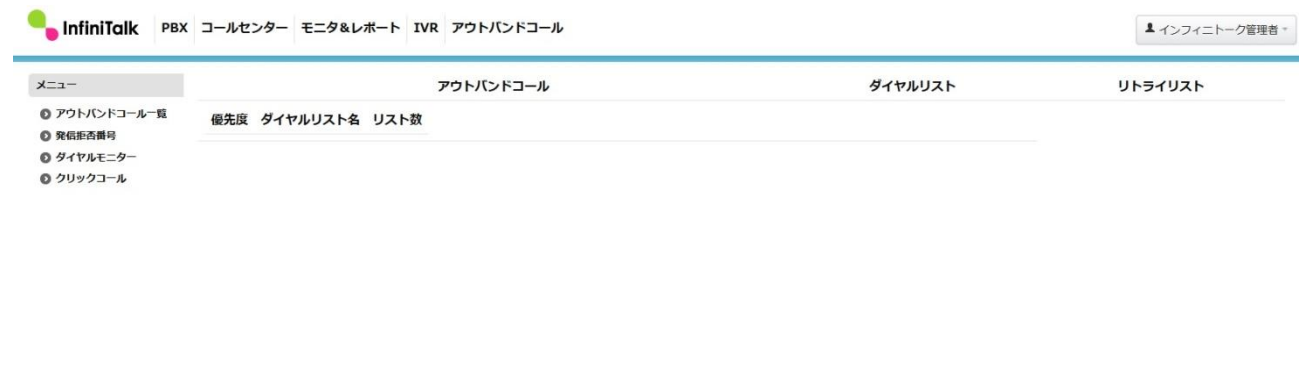 InfiniTalk PBX コールセンター モニタ&レポート IVR アウトバンドコール インフィニトーク管理者
メニュー
アウトバンドコール一覧
発信拒否番号
ダイヤルモニター
クリックコール
アウトバンドコール ダイヤルリスト リトライリスト
優先度 ダイヤルリスト名 リスト数